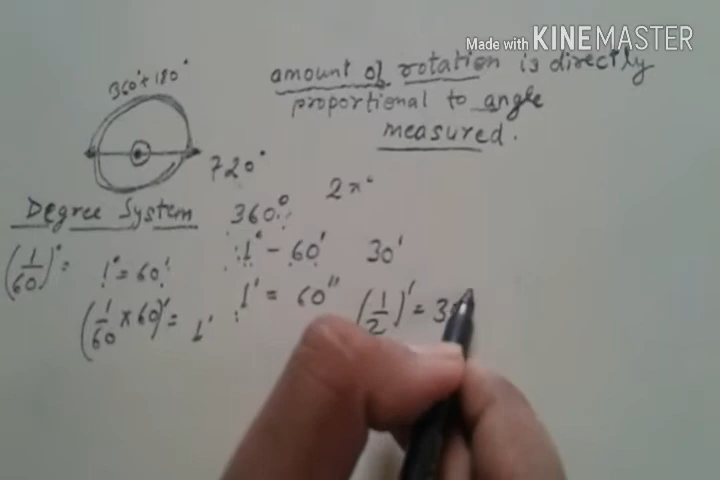 Made with KINEMASTER
360° + 180°
amount of rotation is directly
proportional to angle
measured.
720°
Degree System 360°
(1/60)° = 1° = 60' 1° - 60' 30'
(1/60 × 60)' = 1' 1' = 60" (1/2)' = 3